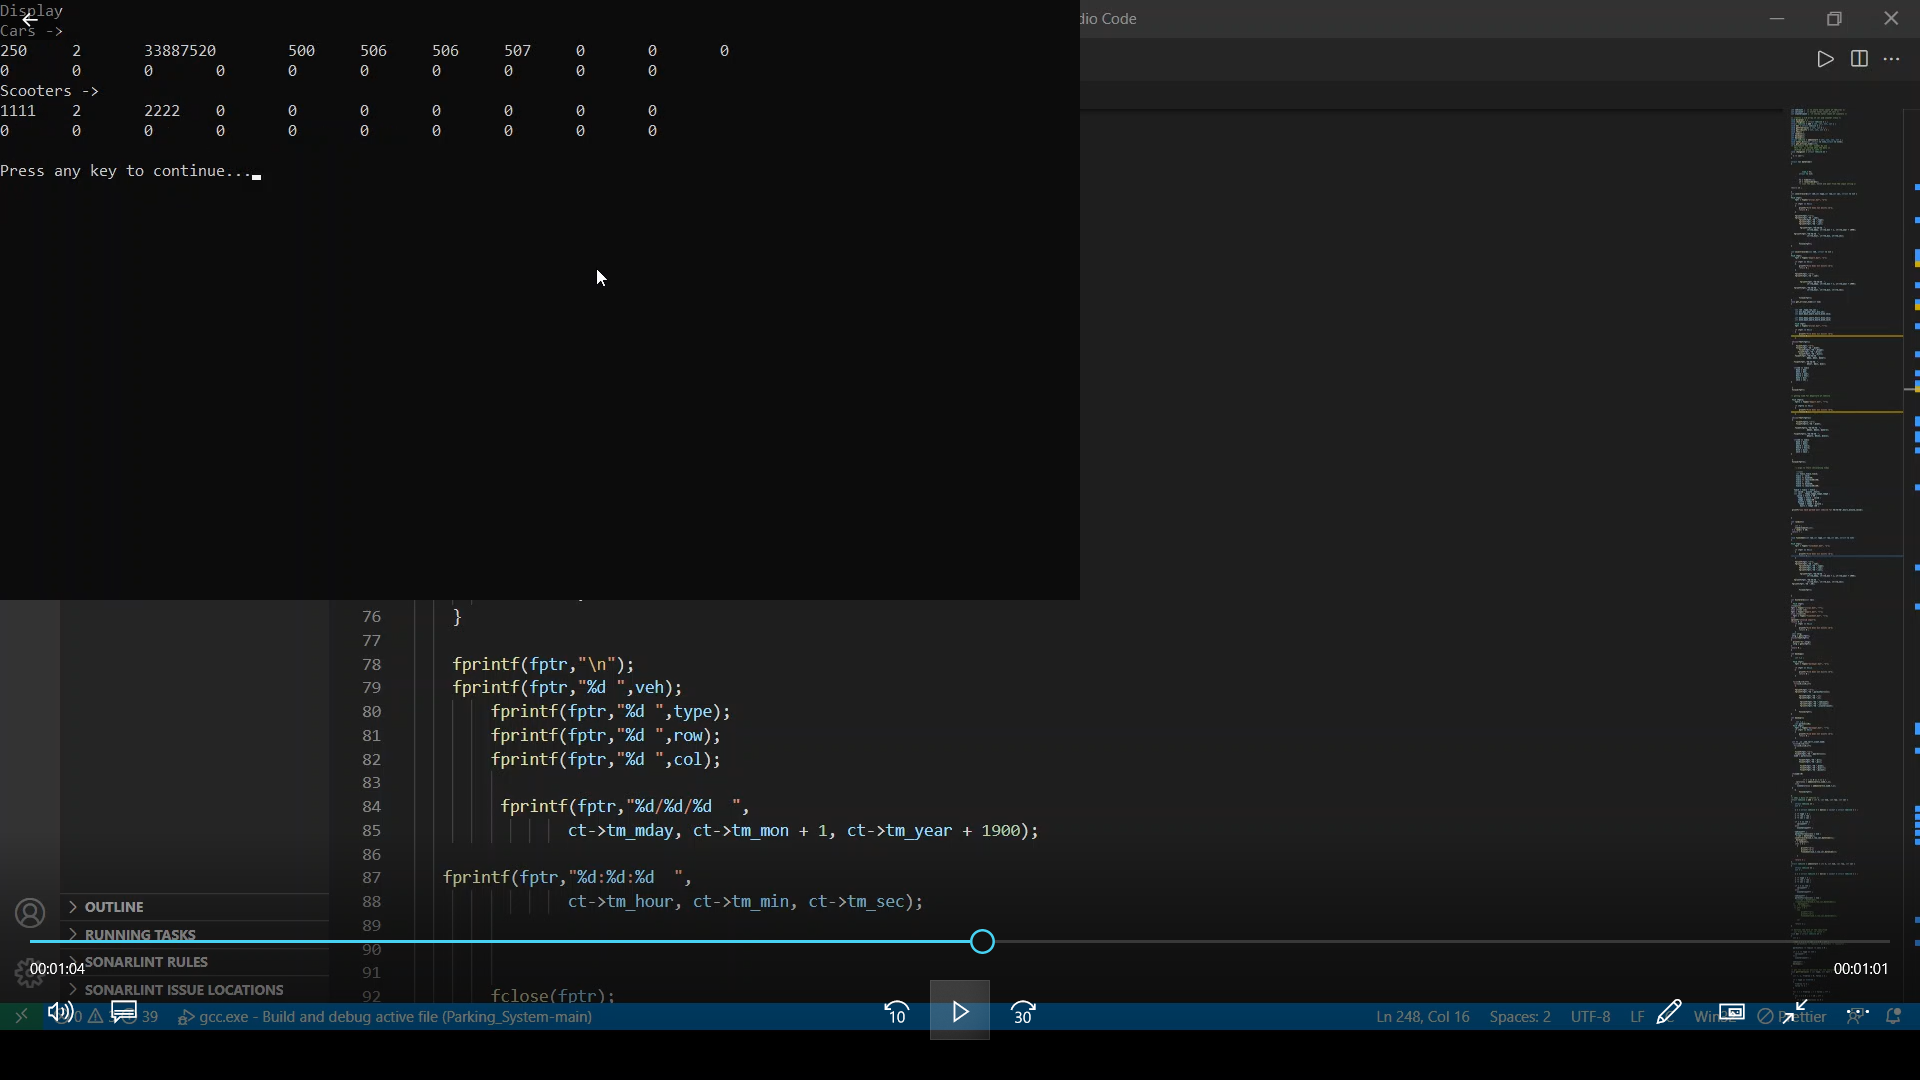 Display
Cars ->
250 2 33887520 500 506 506 507 0 0 0
0 0 0 0 0 0 0 0 0 0
Scooters ->
1111 2 2222 0 0 0 0 0 0 0
0 0 0 0 0 0 0 0 0 0
Press any key to continue...
dio Code
76 }
77
78 fprintf(fptr,"\n");
79 fprintf(fptr,"%d ",veh);
80 fprintf(fptr,"%d ",type);
81 fprintf(fptr,"%d ",row);
82 fprintf(fptr,"%d ",col);
83
84 fprintf(fptr,"%d/%d/%d  ",
85 ct->tm_mday, ct->tm_mon + 1, ct->tm_year + 1900);
86
87 fprintf(fptr,"%d:%d:%d  ",
88 ct->tm_hour, ct->tm_min, ct->tm_sec);
89
90
91
92 fclose(fptr);
OUTLINE
RUNNING TASKS
SONARLINT RULES
SONARLINT ISSUE LOCATIONS
00:01:04
00:01:01
0 39 gcc.exe - Build and debug active file (Parking_System-main)
10
30
Ln 248, Col 16 Spaces: 2 UTF-8 LF